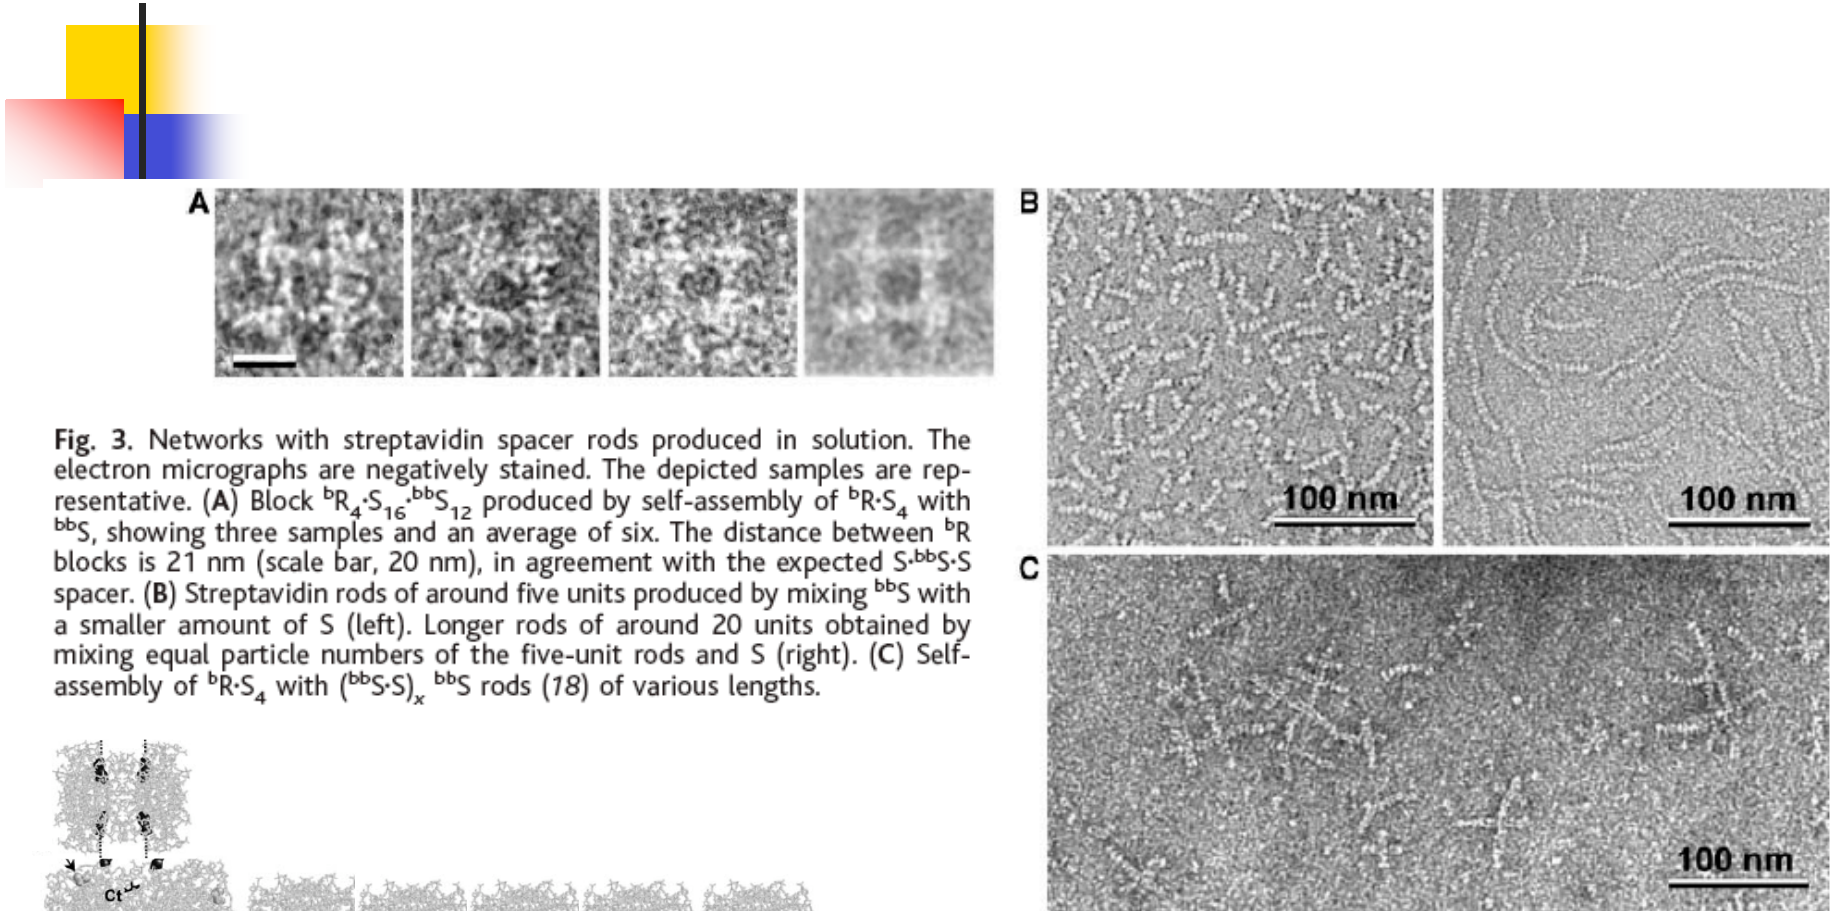 A
B
100 nm
100 nm
Fig. 3. Networks with streptavidin spacer rods produced in solution. The
electron micrographs are negatively stained. The depicted samples are rep-
resentative. (A) Block ᵇR₄·S₁₆·ᵇᵇS₁₂ produced by self-assembly of ᵇR·S₄ with
ᵇᵇS, showing three samples and an average of six. The distance between ᵇR
blocks is 21 nm (scale bar, 20 nm), in agreement with the expected S·ᵇᵇS·S
spacer. (B) Streptavidin rods of around five units produced by mixing ᵇᵇS with
a smaller amount of S (left). Longer rods of around 20 units obtained by
mixing equal particle numbers of the five-unit rods and S (right). (C) Self-
assembly of ᵇR·S₄ with (ᵇᵇS·S)ₓ ᵇᵇS rods (18) of various lengths.
C
100 nm
Ct